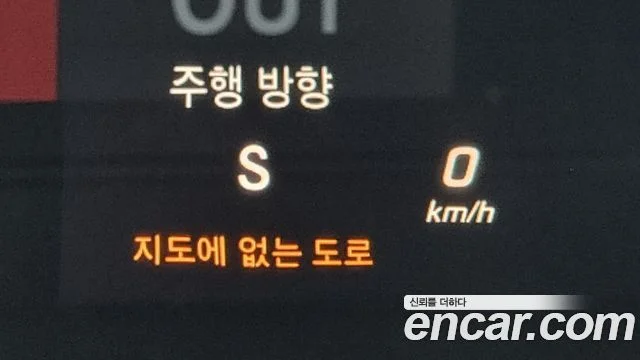 주행 방향
S
0
km/h
지도에 없는 도로
신뢰를 더하다
encar.com